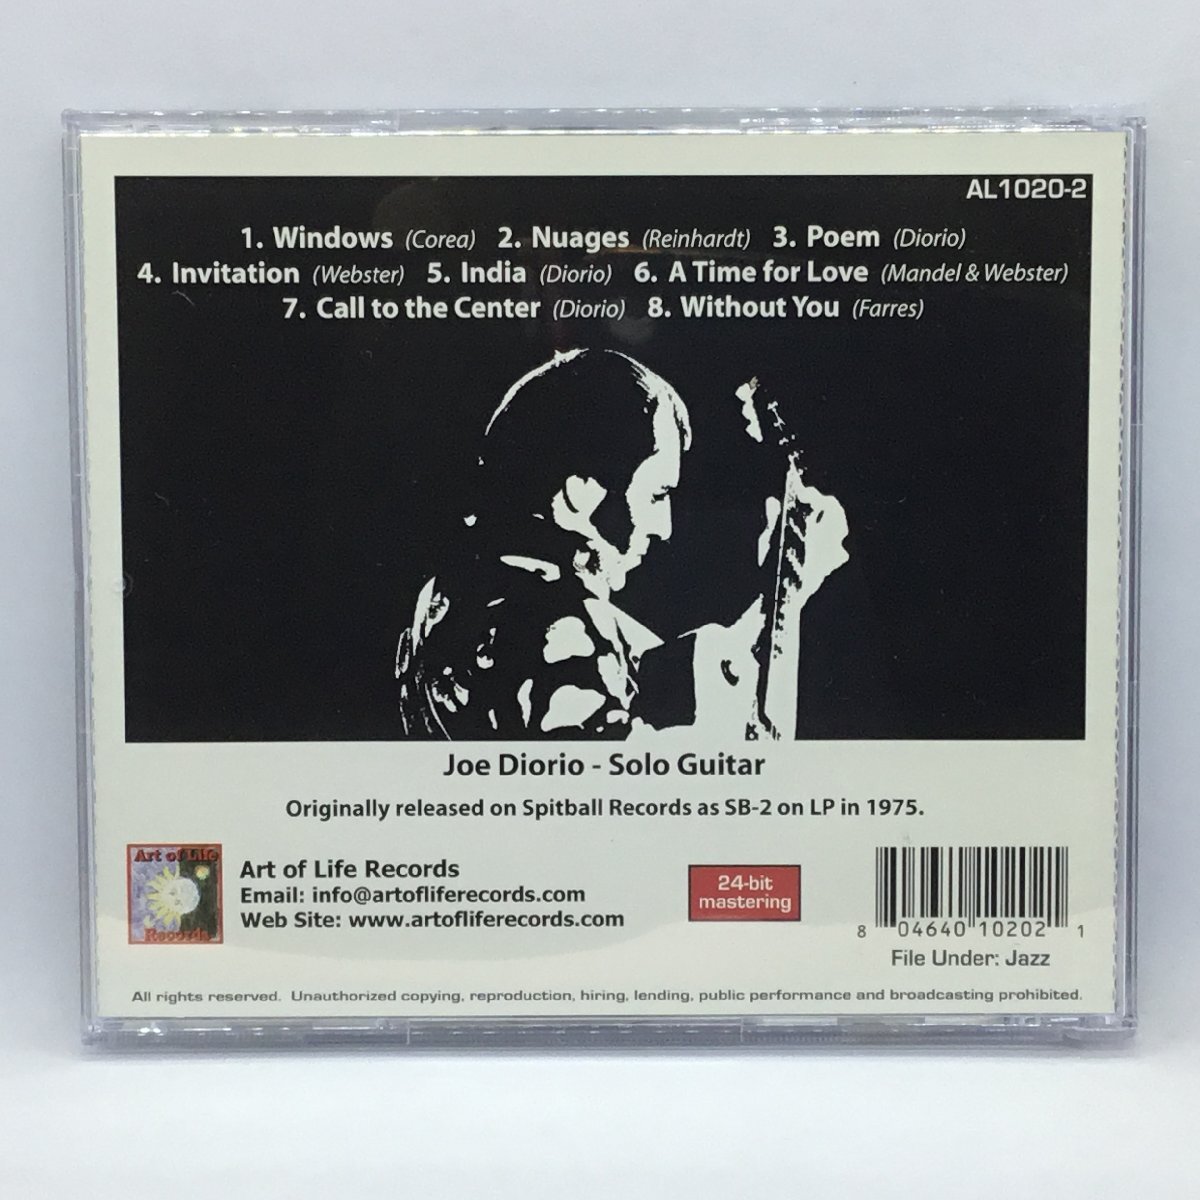 AL1020-2
1. Windows (Corea) 2. Nuages (Reinhardt) 3. Poem (Diorio)
4. Invitation (Webster) 5. India (Diorio) 6. A Time for Love (Mandel & Webster)
7. Call to the Center (Diorio) 8. Without You (Farres)
Joe Diorio - Solo Guitar
Originally released on Spitball Records as SB-2 on LP in 1975.
Art of Life
Records
Art of Life Records
Email: info@artofliferecords.com
Web Site: www.artofliferecords.com
24-bit
mastering
8 04640 10202 1
File Under: Jazz
All rights reserved. Unauthorized copying, reproduction, hiring, lending, public performance and broadcasting prohibited.